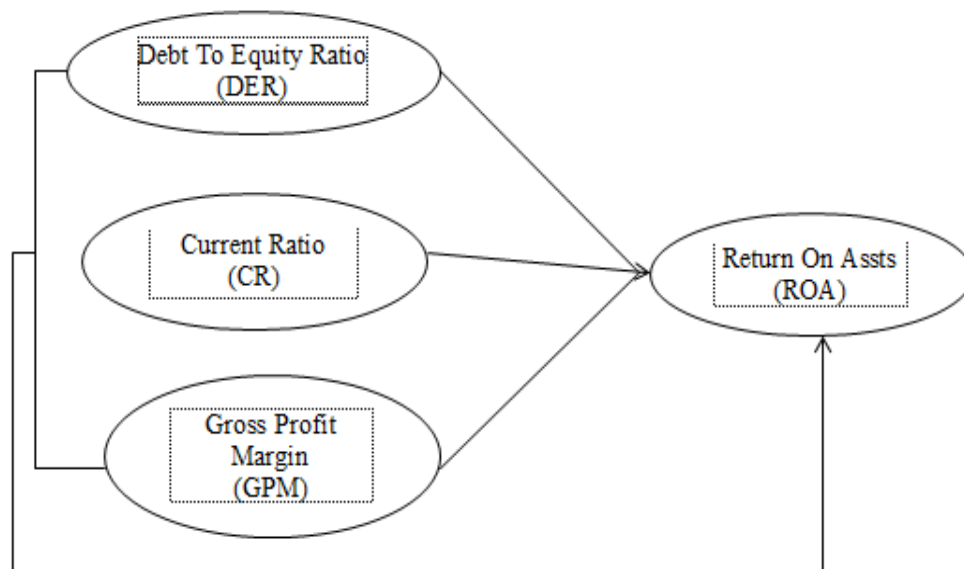 Debt To Equity Ratio
(DER)
Current Ratio
(CR)
Gross Profit
Margin
(GPM)
Return On Assts
(ROA)